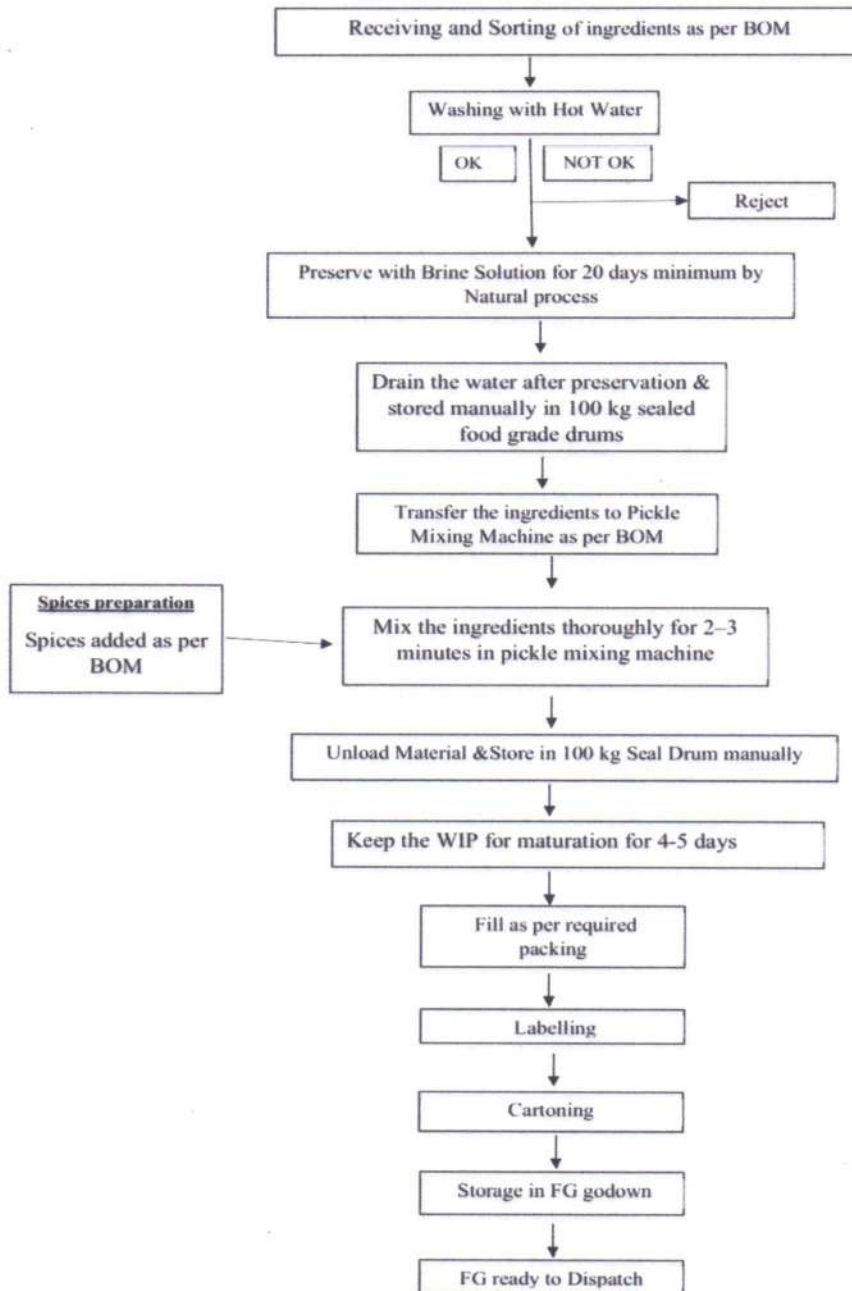 Receiving and Sorting of ingredients as per BOM
Washing with Hot Water
OK
NOT OK
Reject
Preserve with Brine Solution for 20 days minimum by
Natural process
Drain the water after preservation &
stored manually in 100 kg sealed
food grade drums
Transfer the ingredients to Pickle
Mixing Machine as per BOM
Spices preparation
Spices added as per
BOM
Mix the ingredients thoroughly for 2–3
minutes in pickle mixing machine
Unload Material &Store in 100 kg Seal Drum manually
Keep the WIP for maturation for 4-5 days
Fill as per required
packing
Labelling
Cartoning
Storage in FG godown
FG ready to Dispatch